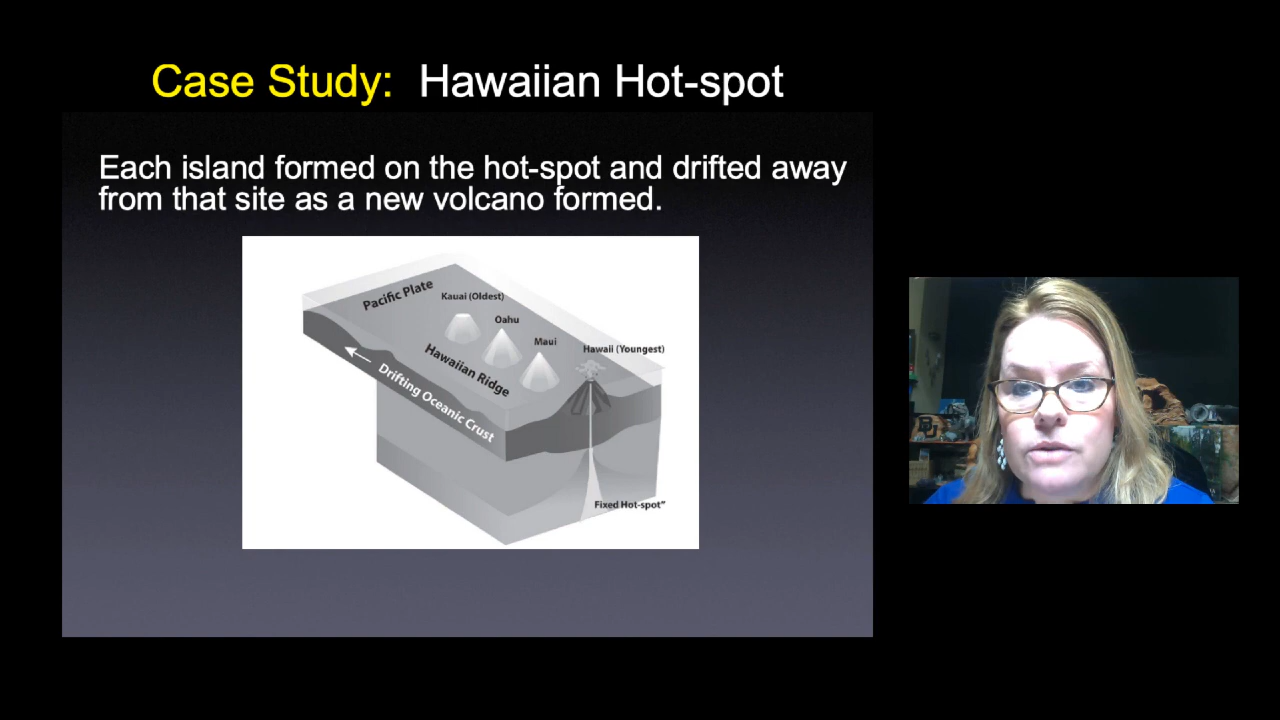 Case Study: Hawaiian Hot-spot
Each island formed on the hot-spot and drifted away
from that site as a new volcano formed.
Pacific Plate
Kauai (Oldest)
Oahu
Maui
Hawaii (Youngest)
Hawaiian Ridge
Drifting Oceanic Crust
Fixed Hot-spot"